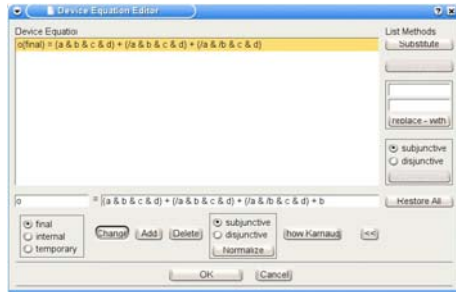 Device Equation Editor
Device Equation
List Methods
o(final) = (a & b & c & d) + (/a & b & c & d) + (/a & /b & c & d)
Substitute
replace - with
subjunctive
disjunctive
o = (a & b & c & d) + (/a & b & c & d) + (/a & /b & c & d) + b
Restore All
final
internal
temporary
Change
Add
Delete
subjunctive
disjunctive
Normalize
how Karnaug
<<
OK
Cancel